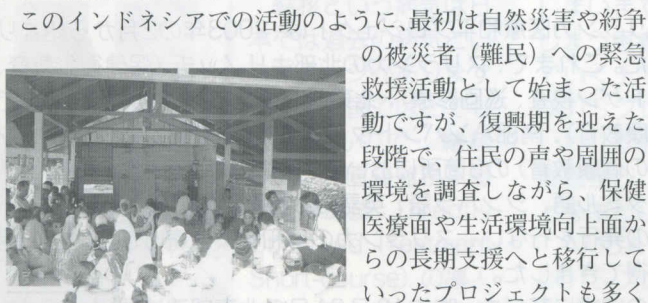 このインドネシアでの活動のように、最初は自然災害や紛争
の被災者（難民）への緊急
救援活動として始まった活
動ですが、復興期を迎えた
段階で、住民の声や周囲の
環境を調査しながら、保健
医療面や生活環境向上面か
らの長期支援へと移行して
いったプロジェクトも多く